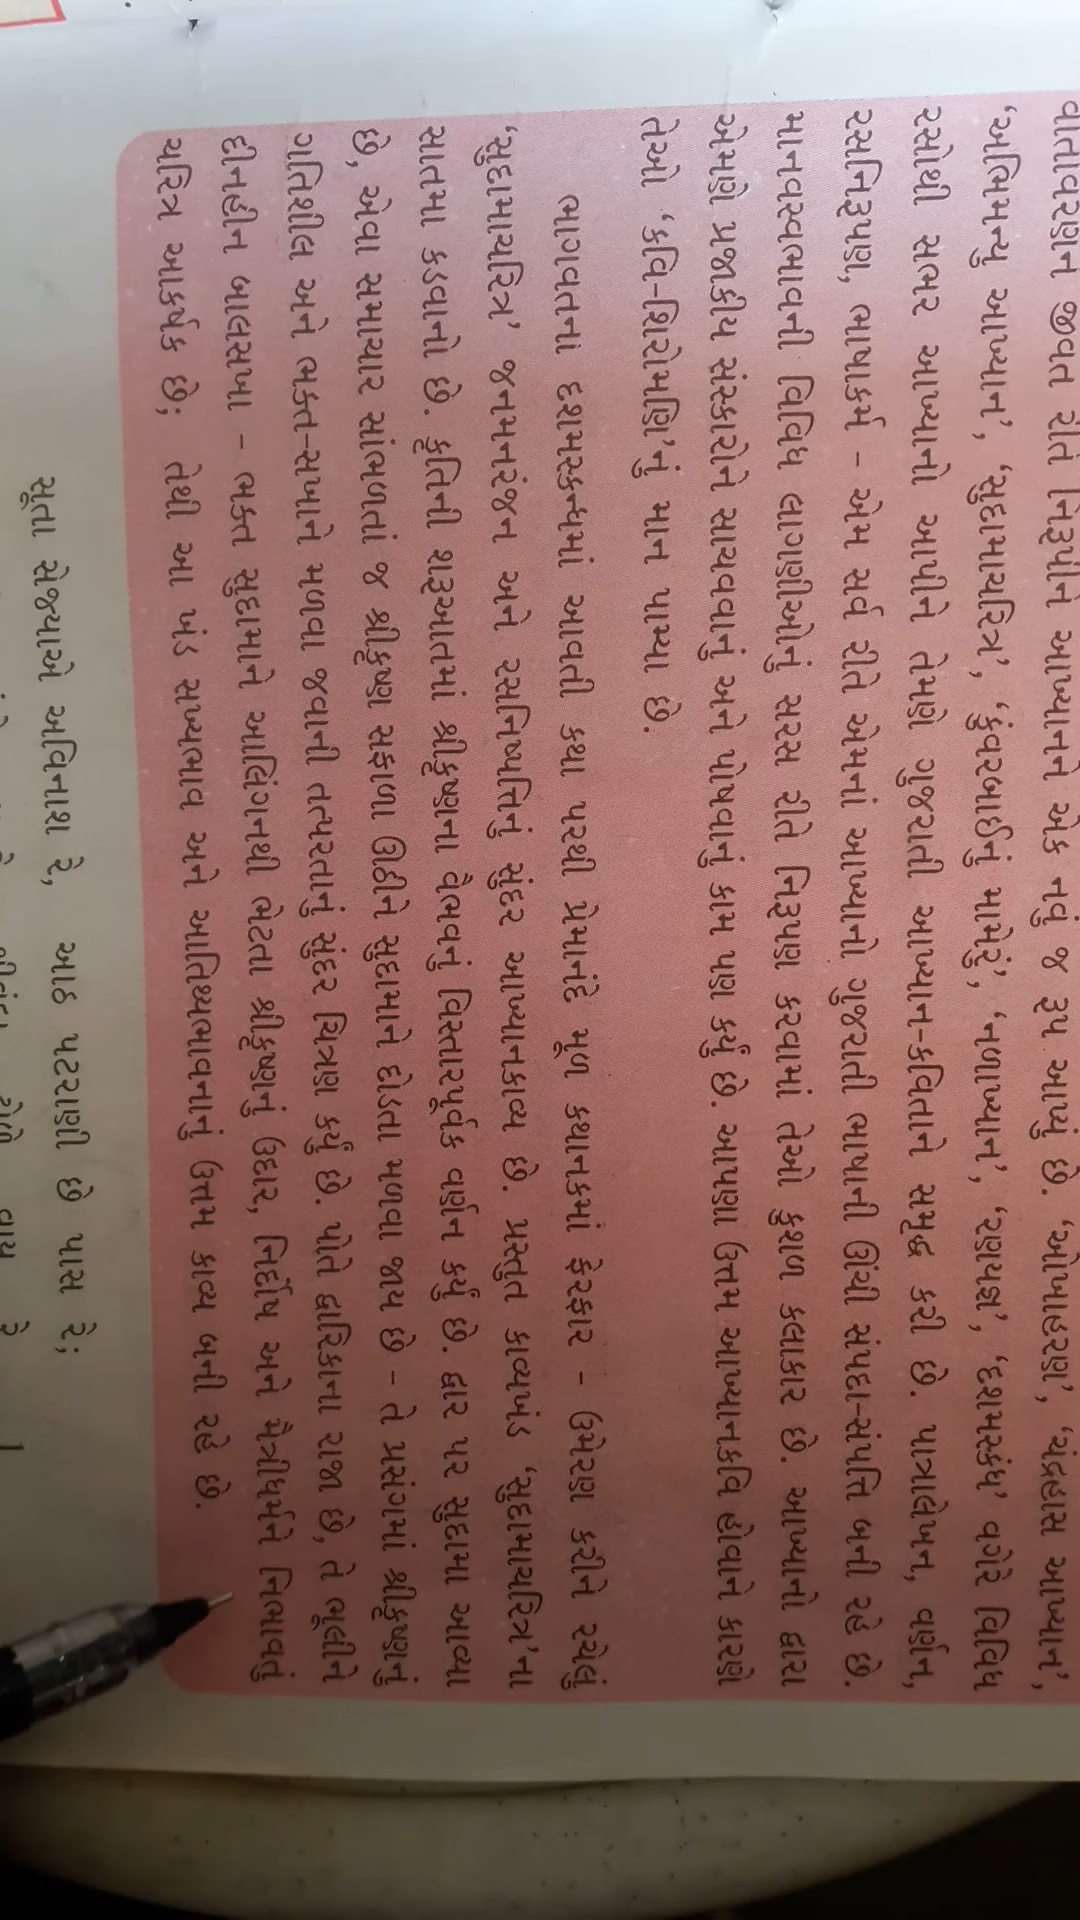 વાતાવરણને જીવંત રીતે નિરૂપીને આખ્યાનને એક નવું જ રૂપ આપ્યું છે. ‘ઓખાહરણ’, ‘ચંદ્રહાસ આખ્યાન’,
‘અભિમન્યુ આખ્યાન’, ‘સુદામાચરિત્ર’, ‘કુંવરબાઈનું મામેરું’, ‘નળાખ્યાન’, ‘રણયજ્ઞ’, ‘દશમસ્કંધ’ વગેરે વિવિધ
રસોથી સભર આખ્યાનો આપીને તેમણે ગુજરાતી આખ્યાન-કવિતાને સમૃદ્ધ કરી છે. પાત્રાલેખન, વર્ણન,
રસનિરૂપણ, ભાષાકર્મ – એમ સર્વ રીતે એમનાં આખ્યાનો ગુજરાતી ભાષાની ઊંચી સંપદા-સંપત્તિ બની રહે છે.
માનવસ્વભાવની વિવિધ લાગણીઓનું સરસ રીતે નિરૂપણ કરવામાં તેઓ કુશળ કલાકાર છે. આખ્યાનો દ્વારા
એમણે પ્રજાકીય સંસ્કારોને સાચવવાનું અને પોષવાનું કામ પણ કર્યું છે. આપણા ઉત્તમ આખ્યાનકવિ હોવાને કારણે
તેઓ ‘કવિ-શિરોમણિ’નું માન પામ્યા છે.
ભાગવતના દશમસ્કન્ધમાં આવતી કથા પરથી પ્રેમાનંદે મૂળ કથાનકમાં ફેરફાર – ઉમેરણ કરીને રચેલું
‘સુદામાચરિત્ર’ જનમનરંજન અને રસનિષ્પત્તિનું સુંદર આખ્યાનકાવ્ય છે. પ્રસ્તુત કાવ્યખંડ ‘સુદામાચરિત્ર’ના
સાતમા કડવાનો છે. કૃતિની શરૂઆતમાં શ્રીકૃષ્ણના વૈભવનું વિસ્તારપૂર્વક વર્ણન કર્યું છે. દ્વાર પર સુદામા આવ્યા
છે, એવા સમાચાર સાંભળતાં જ શ્રીકૃષ્ણ સફાળા ઊઠીને સુદામાને દોડતા મળવા જાય છે – તે પ્રસંગમાં શ્રીકૃષ્ણનું
ગતિશીલ અને ભક્ત-સખાને મળવા જવાની તત્પરતાનું સુંદર ચિત્રણ કર્યું છે. પોતે દ્વારિકાના રાજા છે, તે ભૂલીને
દીનહીન બાલસખા – ભક્ત સુદામાને આલિંગનથી ભેટતા શ્રીકૃષ્ણનું ઉદાર, નિર્દોષ અને મૈત્રીધર્મને નિભાવતું
ચરિત્ર આકર્ષક છે; તેથી આ ખંડ સખ્યભાવ અને આતિથ્યભાવનાનું ઉત્તમ કાવ્ય બની રહે છે.
સૂતા સેજ્યાએ અવિનાશ રે, આઠ પટરાણી છે પાસ રે;